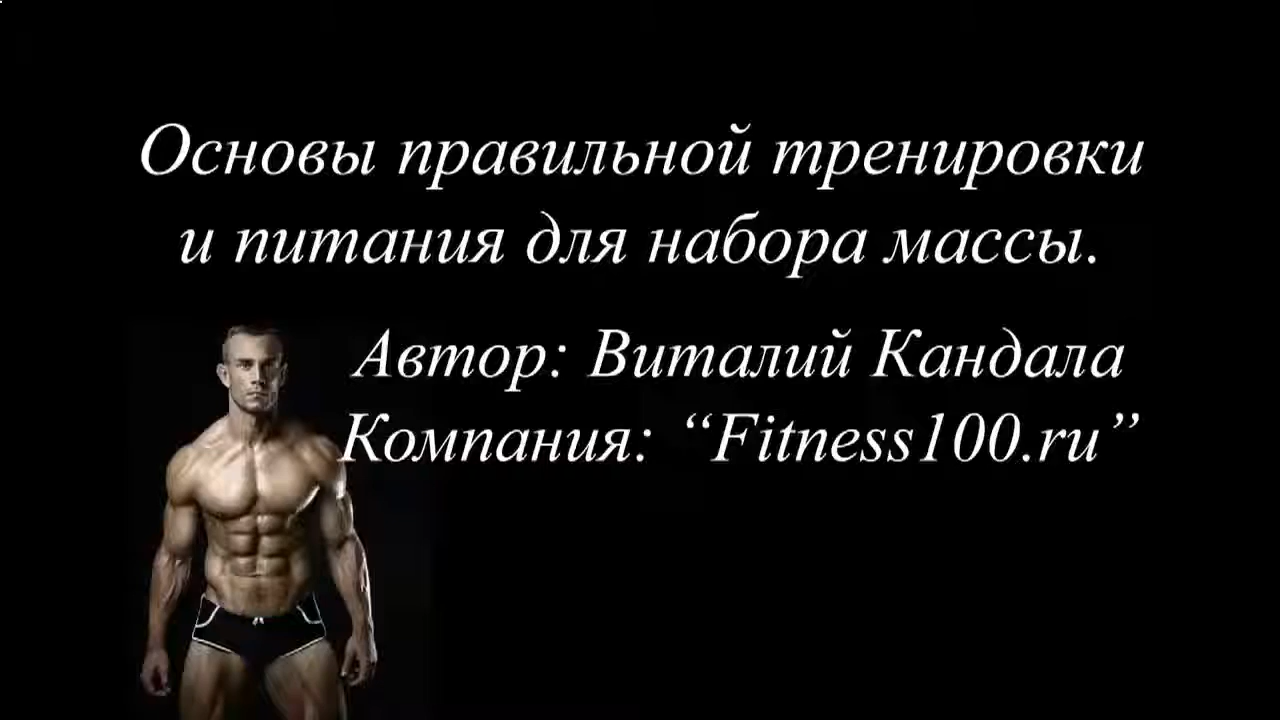 Основы правильной тренировки
и питания для набора массы.
Автор: Виталий Кандала
Компания: “Fitness100.ru”